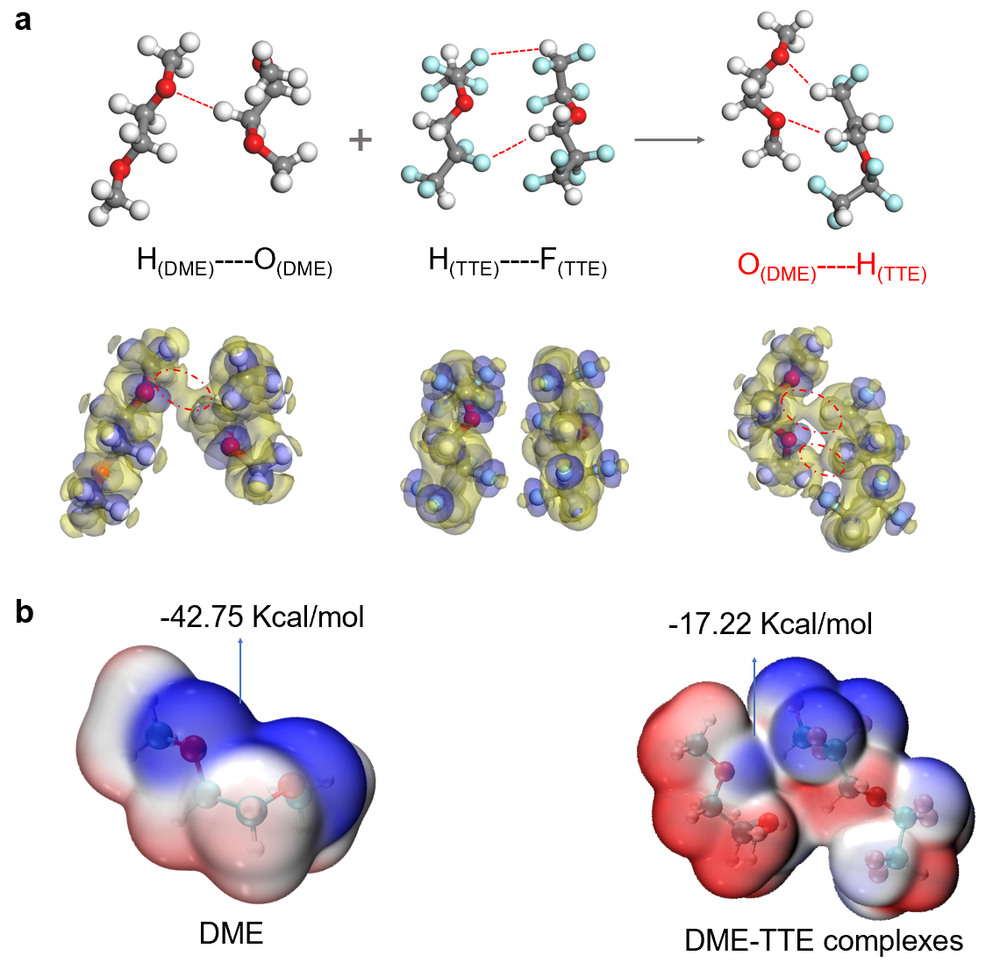 a
+
H(DME)----O(DME)
H(TTE)----F(TTE)
O(DME)----H(TTE)
b
-42.75 Kcal/mol
-17.22 Kcal/mol
DME
DME-TTE complexes